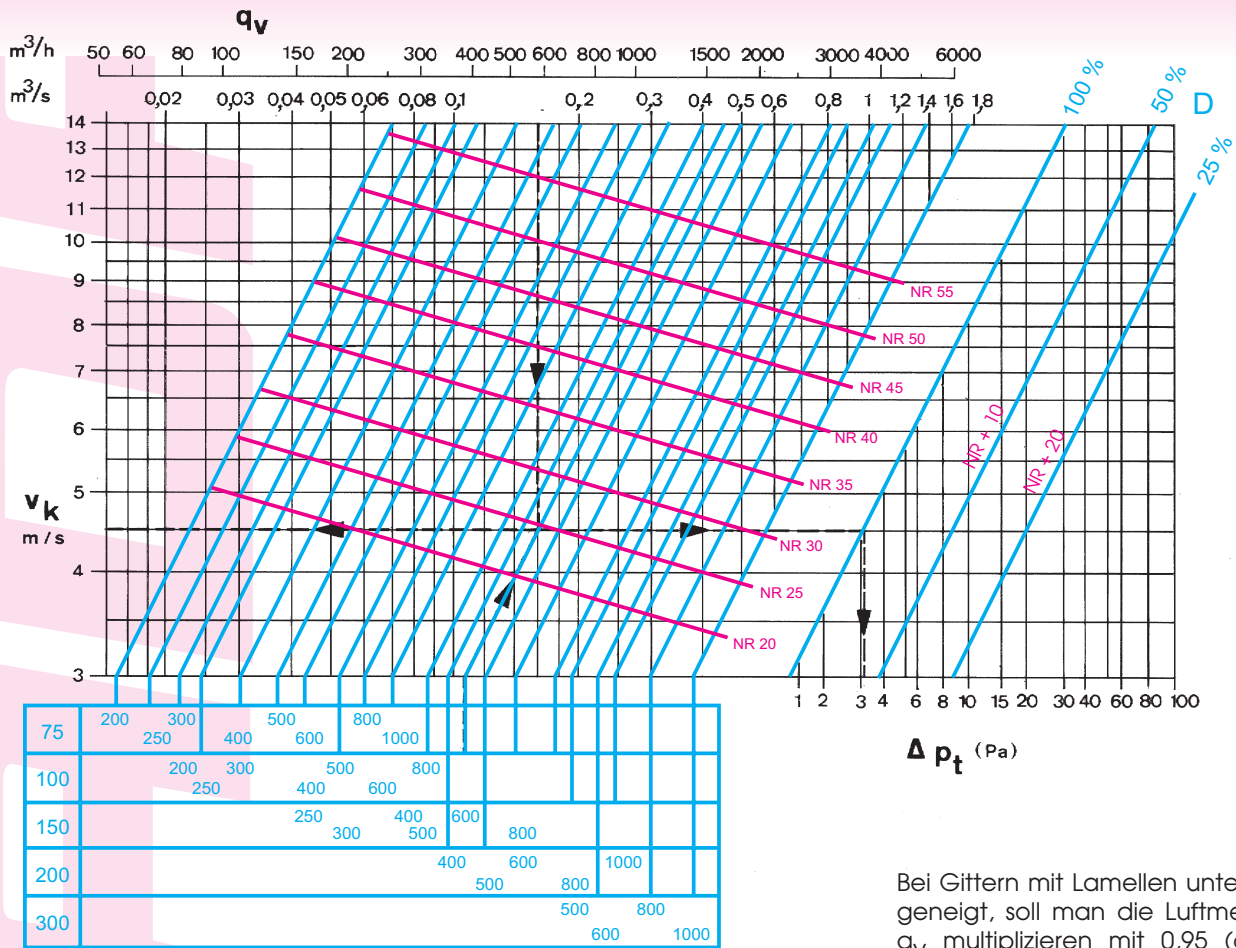 qv
m³/h 50 60 80 100 150 200 300 400 500 600 800 1000 1500 2000 3000 4000 6000
m³/s 0,02 0,03 0,04 0,05 0,06 0,08 0,1 0,2 0,3 0,4 0,5 0,6 0,8 1 1,2 1,4 1,6 1,8
100 % 50 % D
25 %
14
13
12
11
10
9
8
7
6
5
4
3
vk
m/s
NR 55
NR 50
NR 45
NR 40
NR 35
NR 30
NR 25
NR 20
NR + 10
NR + 20
1 2 3 4 6 8 10 15 20 30 40 60 80 100
Δ pt (Pa)
75 200 300 500 800
250 400 600 1000
100 200 300 500 800
250 400 600
150 250 400 600
300 500 800
200 400 600 1000
500 800
300 500 800
600 1000
Bei Gittern mit Lamellen unte
geneigt, soll man die Luftme
qv multiplizieren mit 0,95 (